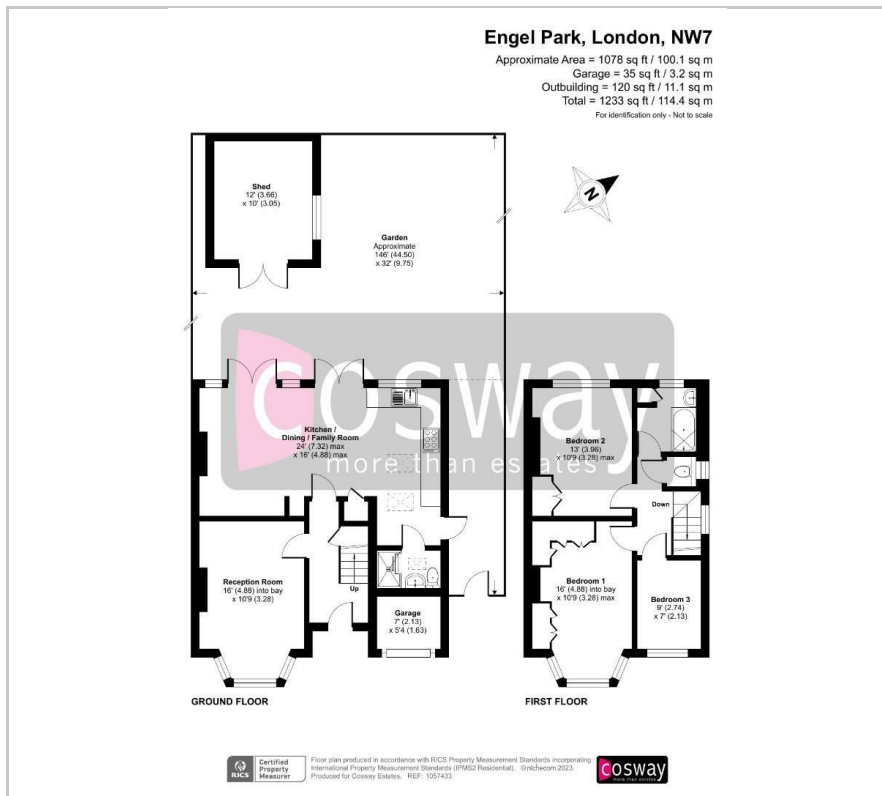 Engel Park, London, NW7
Approximate Area = 1078 sq ft / 100.1 sq m
Garage = 35 sq ft / 3.2 sq m
Outbuilding = 120 sq ft / 11.1 sq m
Total = 1233 sq ft / 114.4 sq m
For identification only - Not to scale
Shed
12' (3.66)
x 10' (3.05)
N
Garden
Approximate
146' (44.50)
x 32' (9.75)
cosway
more than estates
Kitchen /
Dining / Family Room
24' (7.32) max
x 16' (4.88) max
Bedroom 2
13' (3.96)
x 10'9 (3.28) max
Down
Reception Room
16' (4.88) into bay
x 10'9 (3.28)
Up
Garage
7' (2.13)
x 5'4 (1.63)
Bedroom 1
16' (4.88) into bay
x 10'9 (3.28) max
Bedroom 3
9' (2.74)
x 7' (2.13)
GROUND FLOOR
FIRST FLOOR
RICS
Certified
Property
Measurer
Floor plan produced in accordance with RICS Property Measurement Standards incorporating
International Property Measurement Standards (IPMS2 Residential). ©nichecom 2023.
Produced for Cosway Estates. REF: 1057433
cosway
more than estates